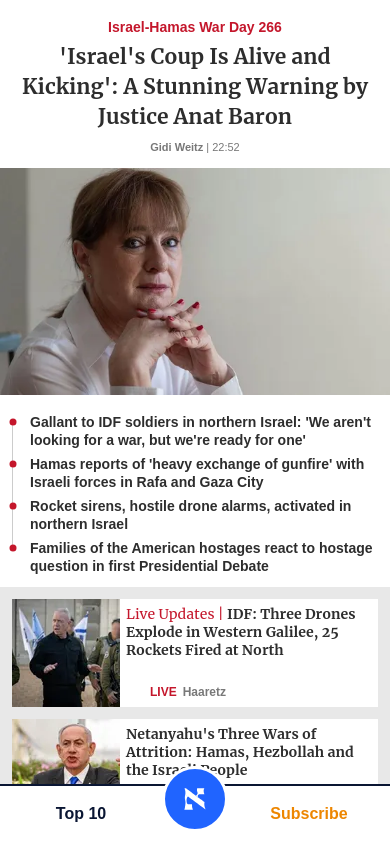 Israel-Hamas War Day 266
'Israel's Coup Is Alive and
Kicking': A Stunning Warning by
Justice Anat Baron
Gidi Weitz | 22:52
Gallant to IDF soldiers in northern Israel: 'We aren't
looking for a war, but we're ready for one'
Hamas reports of 'heavy exchange of gunfire' with
Israeli forces in Rafa and Gaza City
Rocket sirens, hostile drone alarms, activated in
northern Israel
Families of the American hostages react to hostage
question in first Presidential Debate
Live Updates | IDF: Three Drones
Explode in Western Galilee, 25
Rockets Fired at North
LIVE Haaretz
Netanyahu's Three Wars of
Attrition: Hamas, Hezbollah and
the Israeli People
Top 10
Subscribe